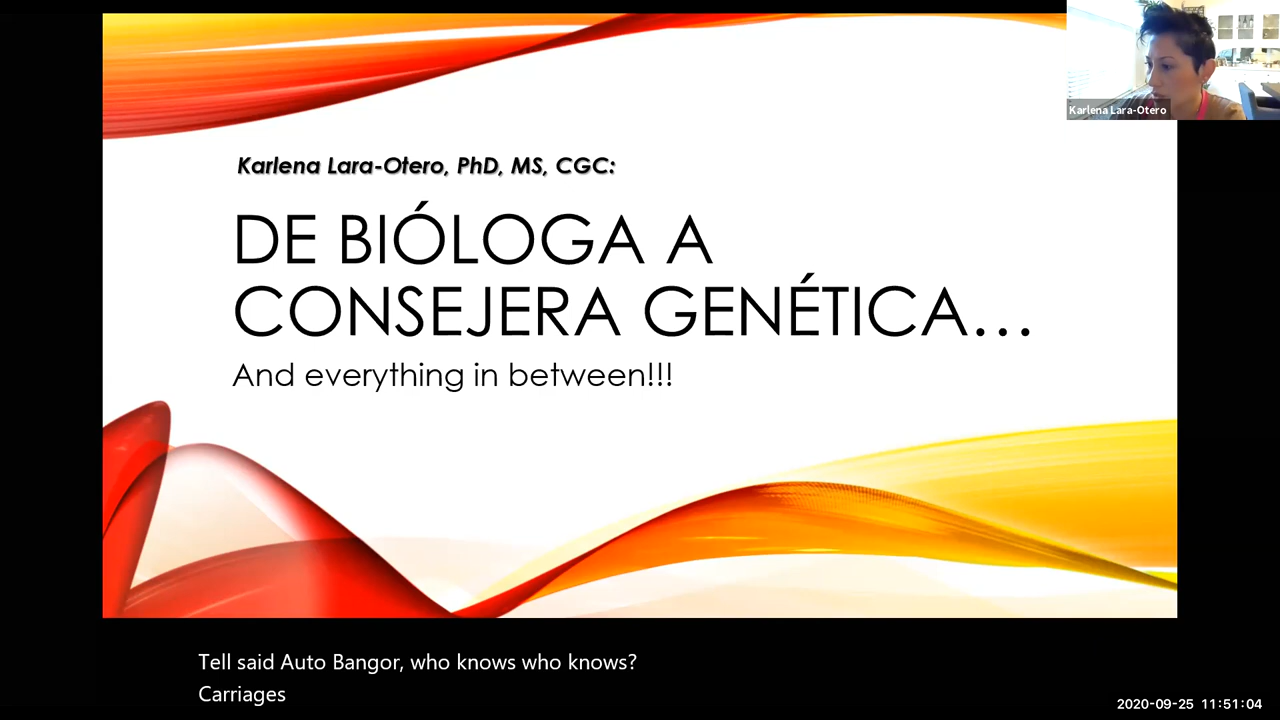 Karlena Lara-Otero
Karlena Lara-Otero, PhD, MS, CGC:
DE BIÓLOGA A
CONSEJERA GENÉTICA...
And everything in between!!!
Tell said Auto Bangor, who knows who knows?
Carriages
2020-09-25 11:51:04